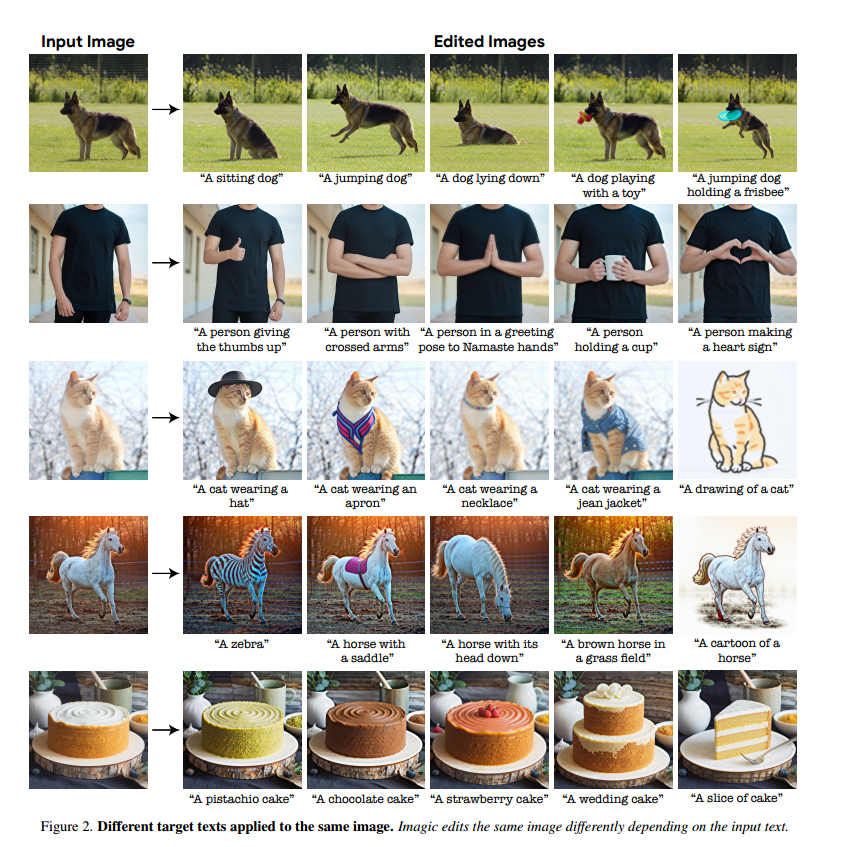 Input Image
Edited Images
“A sitting dog”
“A jumping dog”
“A dog lying down”
“A dog playing
with a toy”
“A jumping dog
holding a frisbee”
“A person giving
the thumbs up”
“A person with
crossed arms”
“A person in a greeting
pose to Namaste hands”
“A person
holding a cup”
“A person making
a heart sign”
“A cat wearing a
hat”
“A cat wearing an
apron”
“A cat wearing a
necklace”
“A cat wearing a
jean jacket”
“A drawing of a cat”
“A zebra”
“A horse with
a saddle”
“A horse with its
head down”
“A brown horse in
a grass field”
“A cartoon of a
horse”
“A pistachio cake”
“A chocolate cake”
“A strawberry cake”
“A wedding cake”
“A slice of cake”
Figure 2. Different target texts applied to the same image. Imagic edits the same image differently depending on the input text.